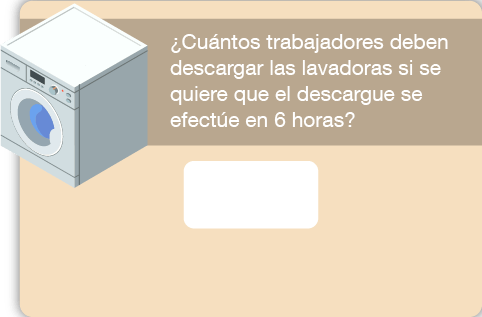 ¿Cuántos trabajadores deben
descargar las lavadoras si se
quiere que el descargue se
efectúe en 6 horas?